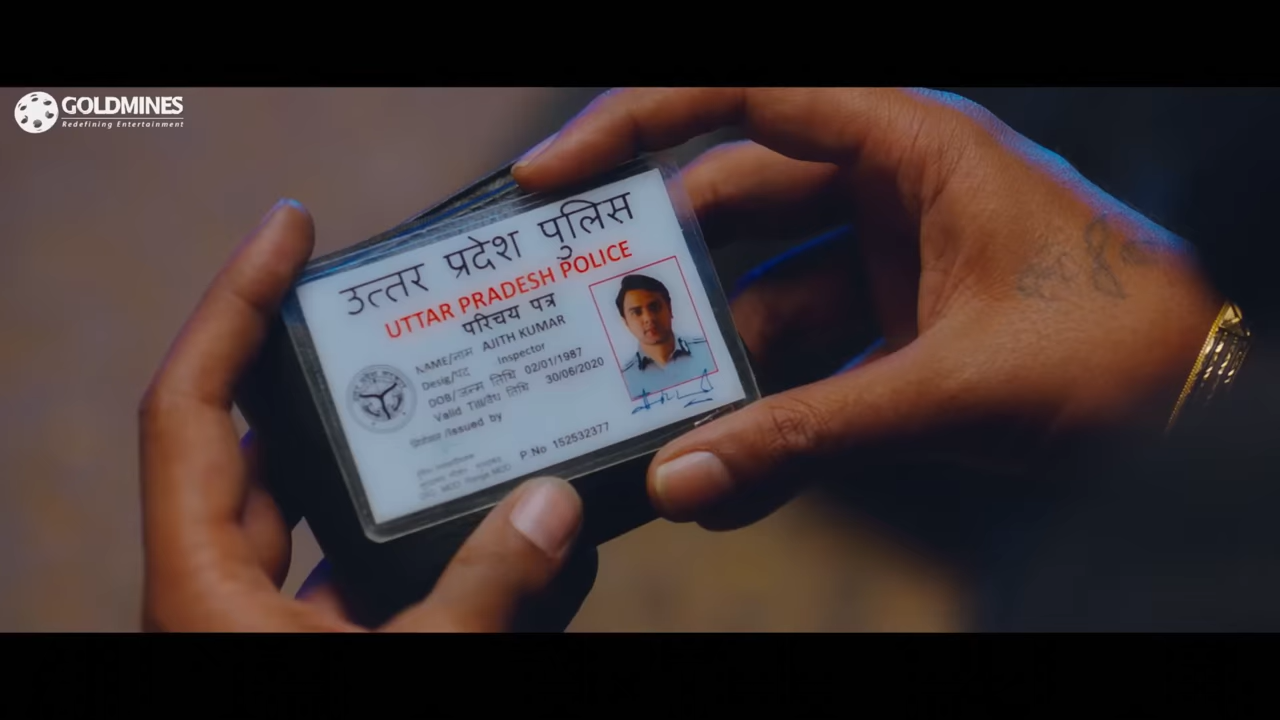 GOLDMINES
Redefining Entertainment
उत्तर प्रदेश पुलिस
UTTAR PRADESH POLICE
परिचय पत्र
NAME/नाम AJITH KUMAR
Desig/पद Inspector
DOB/जन्म तिथि 02/01/1987
Valid Till/वैध तिथि 30/06/2020
/Issued by
P.No 152532377